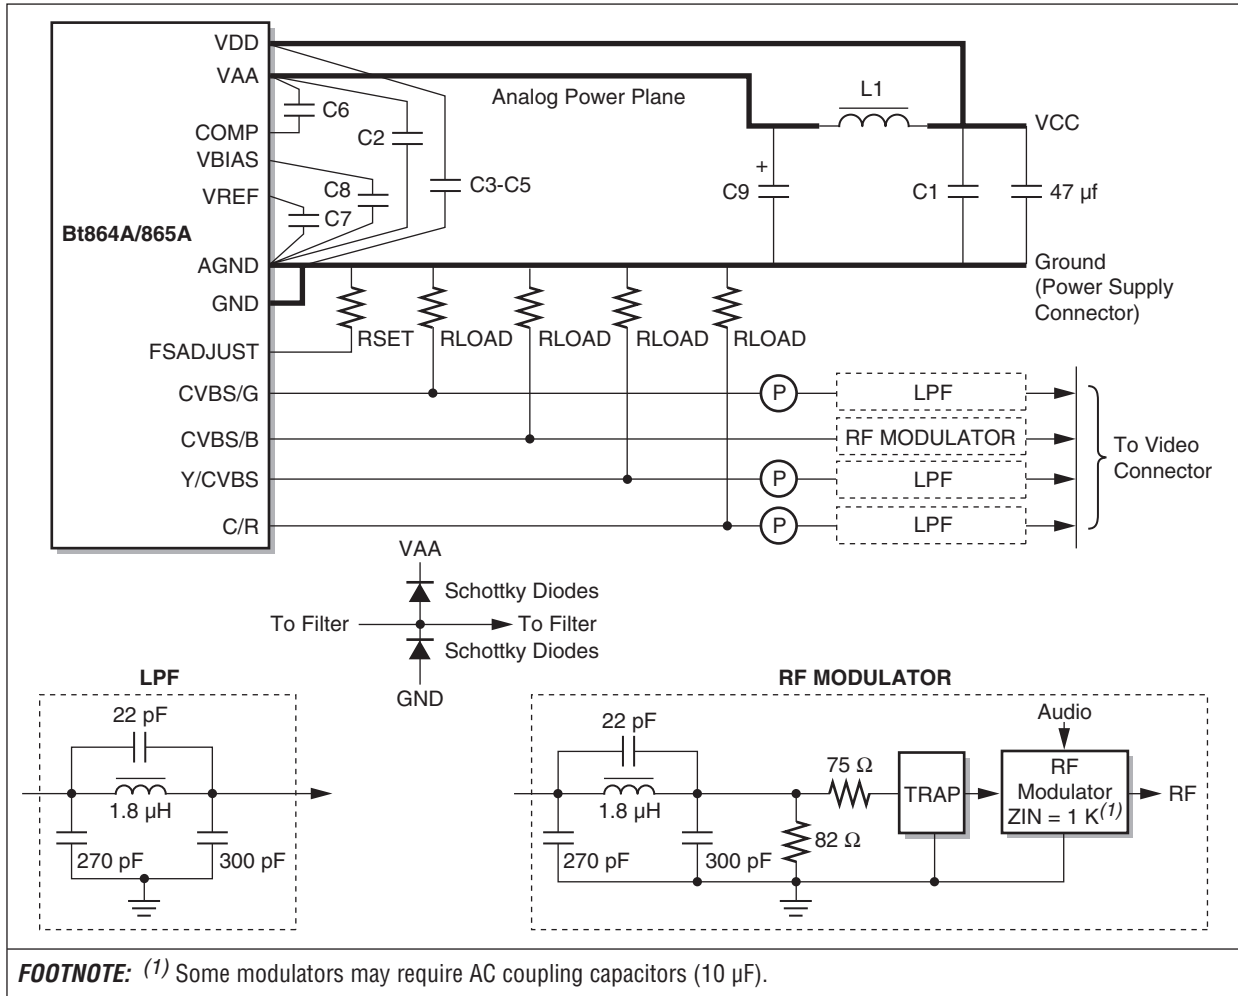 VDD
VAA
COMP
VBIAS
VREF
Bt864A/865A
AGND
GND
FSADJUST
CVBS/G
CVBS/B
Y/CVBS
C/R
C6
C2
C8
C7
C3-C5
Analog Power Plane
L1
VCC
+
C9
C1
47 µf
Ground
(Power Supply
Connector)
RSET
RLOAD
RLOAD
RLOAD
RLOAD
P
LPF
RF MODULATOR
P
LPF
P
LPF
To Video
Connector
VAA
Schottky Diodes
To Filter
To Filter
Schottky Diodes
GND
LPF
22 pF
1.8 µH
270 pF
300 pF
RF MODULATOR
22 pF
1.8 µH
270 pF
300 pF
75 Ω
82 Ω
TRAP
Audio
RF
Modulator
ZIN = 1 K(1)
RF
FOOTNOTE: (1) Some modulators may require AC coupling capacitors (10 µF).